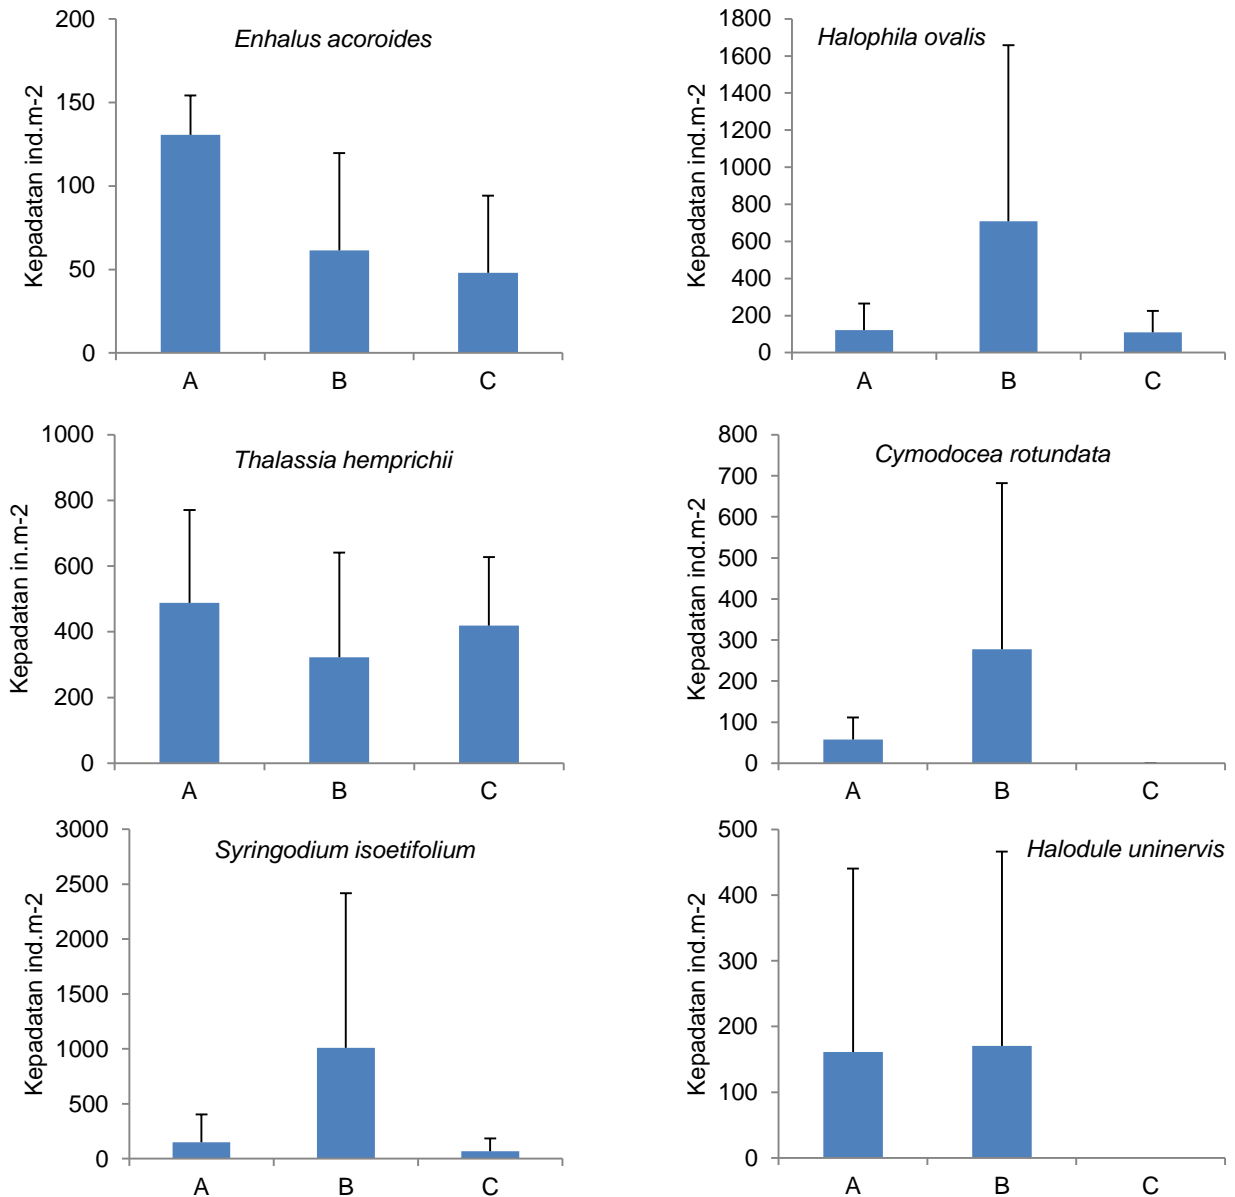 Enhalus acoroides
Kepadatan ind.m-2
200
150
100
50
0
A B C
Halophila ovalis
Kepadatan ind.m-2
1800
1600
1400
1200
1000
800
600
400
200
0
A B C
Thalassia hemprichii
Kepadatan in.m-2
1000
800
600
400
200
0
A B C
Cymodocea rotundata
Kepadatan ind.m-2
800
700
600
500
400
300
200
100
0
A B C
Syringodium isoetifolium
Kepadatan ind.m-2
3000
2500
2000
1500
1000
500
0
A B C
Halodule uninervis
Kepadatan ind.m-2
500
400
300
200
100
0
A B C